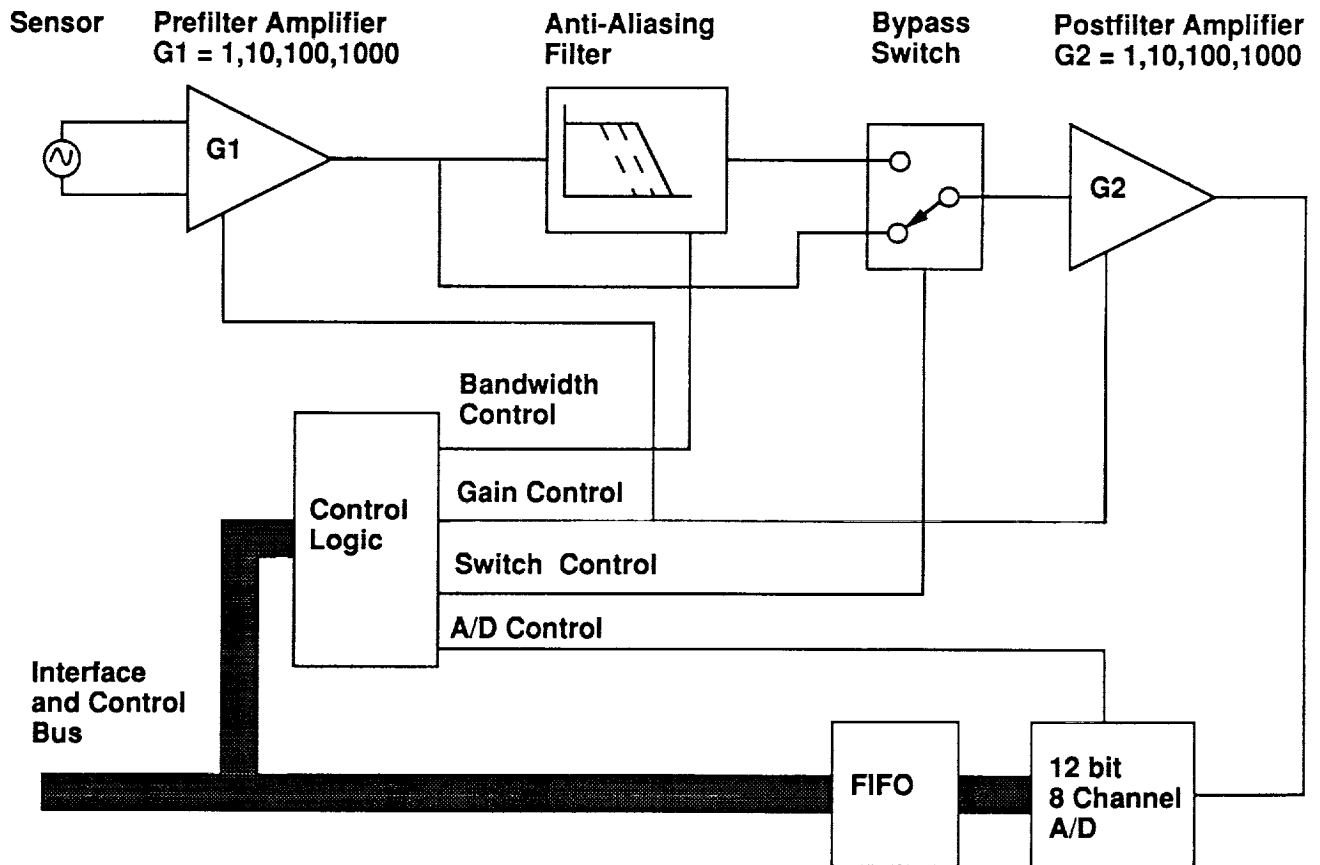 Sensor
Prefilter Amplifier
G1 = 1,10,100,1000
Anti-Aliasing
Filter
Bypass
Switch
Postfilter Amplifier
G2 = 1,10,100,1000
G1
G2
Bandwidth
Control
Control
Logic
Gain Control
Switch Control
A/D Control
Interface
and Control
Bus
FIFO
12 bit
8 Channel
A/D